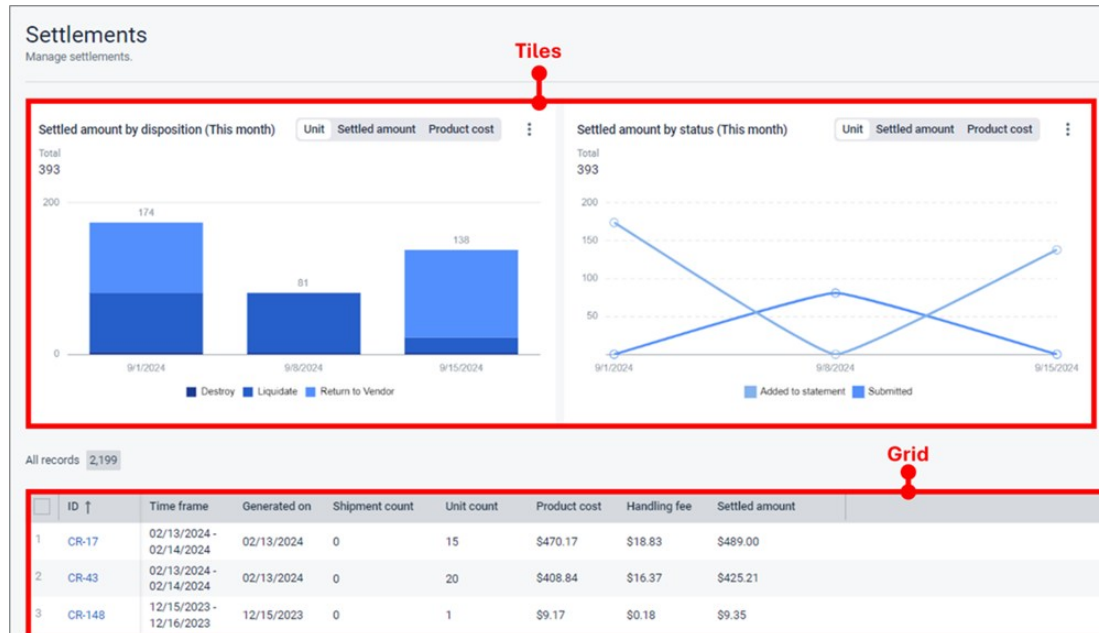 Settlements
Manage settlements.
Tiles
Settled amount by disposition (This month) Unit Settled amount Product cost
Total
393
200
174
81
138
0
9/1/2024 9/8/2024 9/15/2024
Destroy Liquidate Return to Vendor
Settled amount by status (This month) Unit Settled amount Product cost
Total
393
200
150
100
50
9/1/2024 9/8/2024 9/15/2024
Added to statement Submitted
All records 2,199
Grid
ID ↑ Time frame Generated on Shipment count Unit count Product cost Handling fee Settled amount
1 CR-17 02/13/2024 - 02/13/2024 0 15 $470.17 $18.83 $489.00
02/14/2024
2 CR-43 02/13/2024 - 02/13/2024 0 20 $408.84 $16.37 $425.21
02/14/2024
3 CR-148 12/15/2023 - 12/15/2023 0 1 $9.17 $0.18 $9.35
12/16/2023